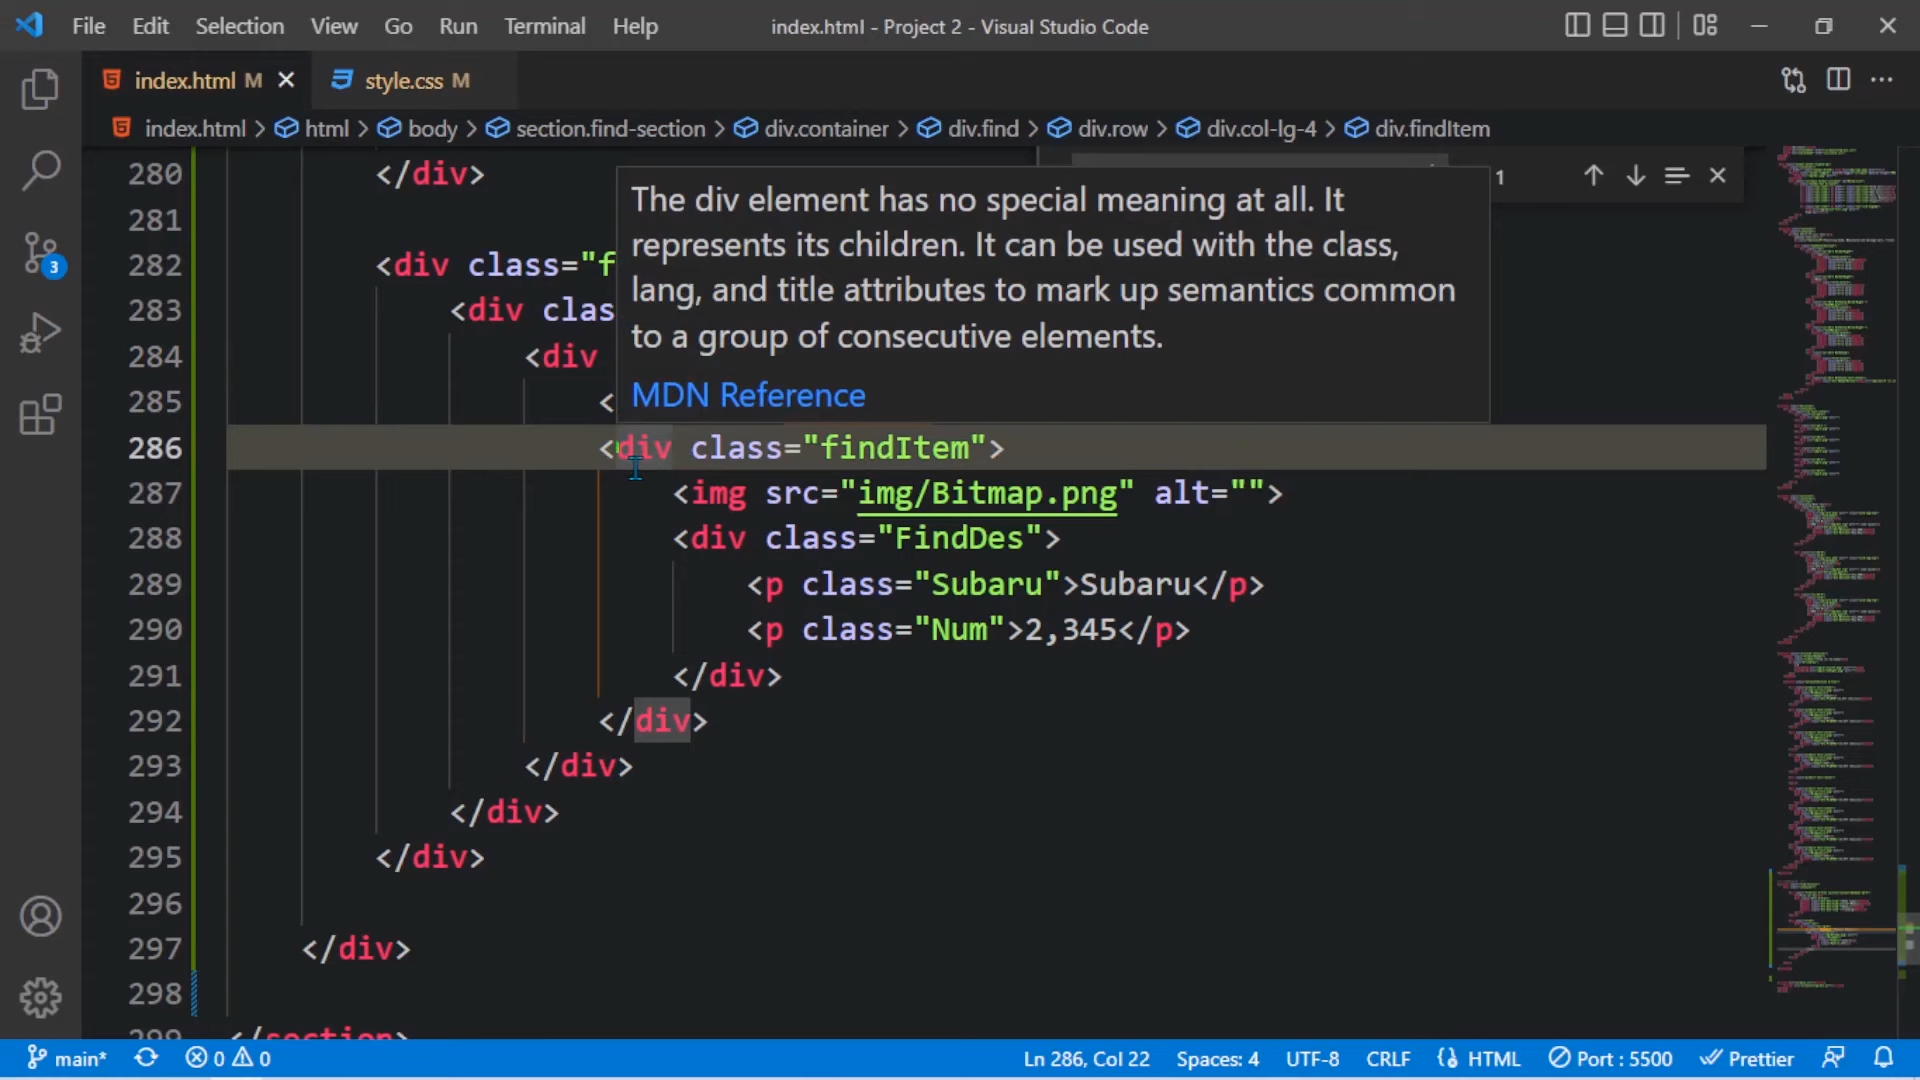 File Edit Selection View Go Run Terminal Help index.html - Project 2 - Visual Studio Code
index.html M style.css M
index.html > html > body > section.find-section > div.container > div.find > div.row > div.col-lg-4 > div.findItem
280 </div>
1
The div element has no special meaning at all. It
represents its children. It can be used with the class,
lang, and title attributes to mark up semantics common
to a group of consecutive elements.
MDN Reference
281
282 <div class="f
283 <div clas
284 <div
285 <
286 <div class="findItem">
287 <img src="img/Bitmap.png" alt="">
288 <div class="FindDes">
289 <p class="Subaru">Subaru</p>
290 <p class="Num">2,345</p>
291 </div>
292 </div>
293 </div>
294 </div>
295 </div>
296
297 </div>
298
299 </section>
3
main* 0 0 Ln 286, Col 22 Spaces: 4 UTF-8 CRLF HTML Port : 5500 Prettier